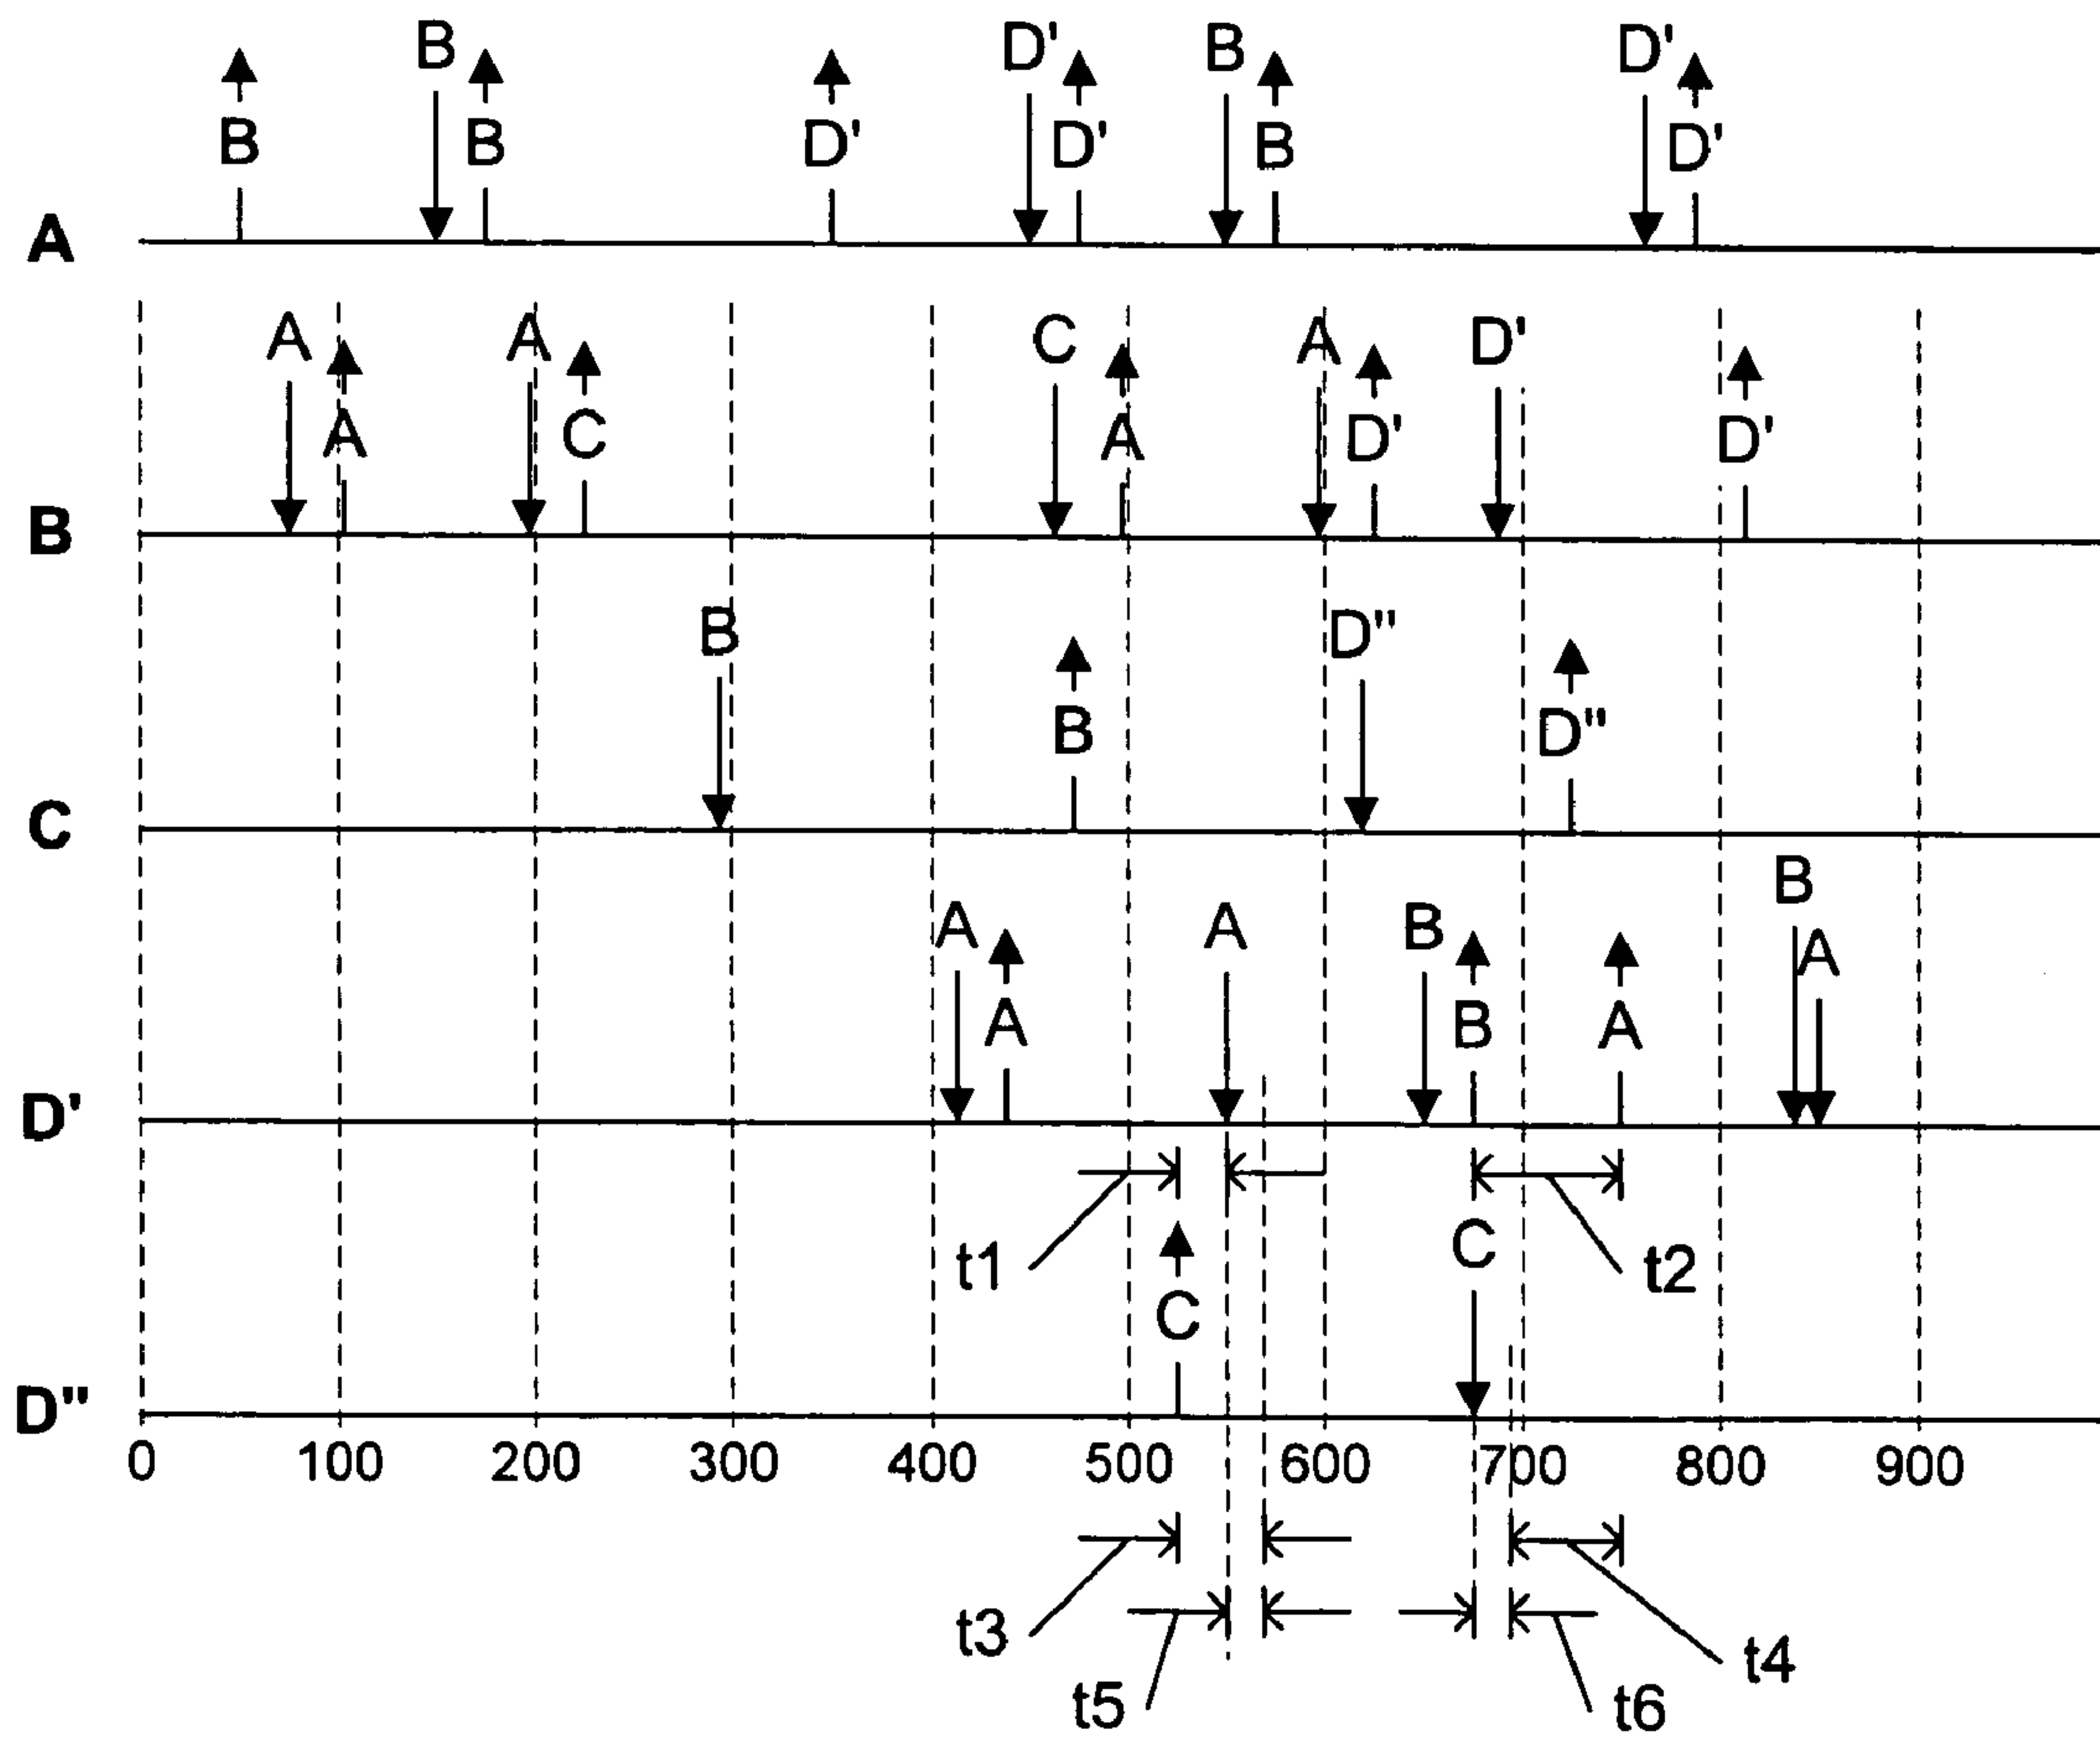 B D' B D'
B B D' D' B D'
A
A A C A D'
A C A D' D'
B
B D''
B D''
C
B
A A B A
A B A
D'
t1 C t2
C
D''
0 100 200 300 400 500 600 700 800 900
t3 t4
t5 t6